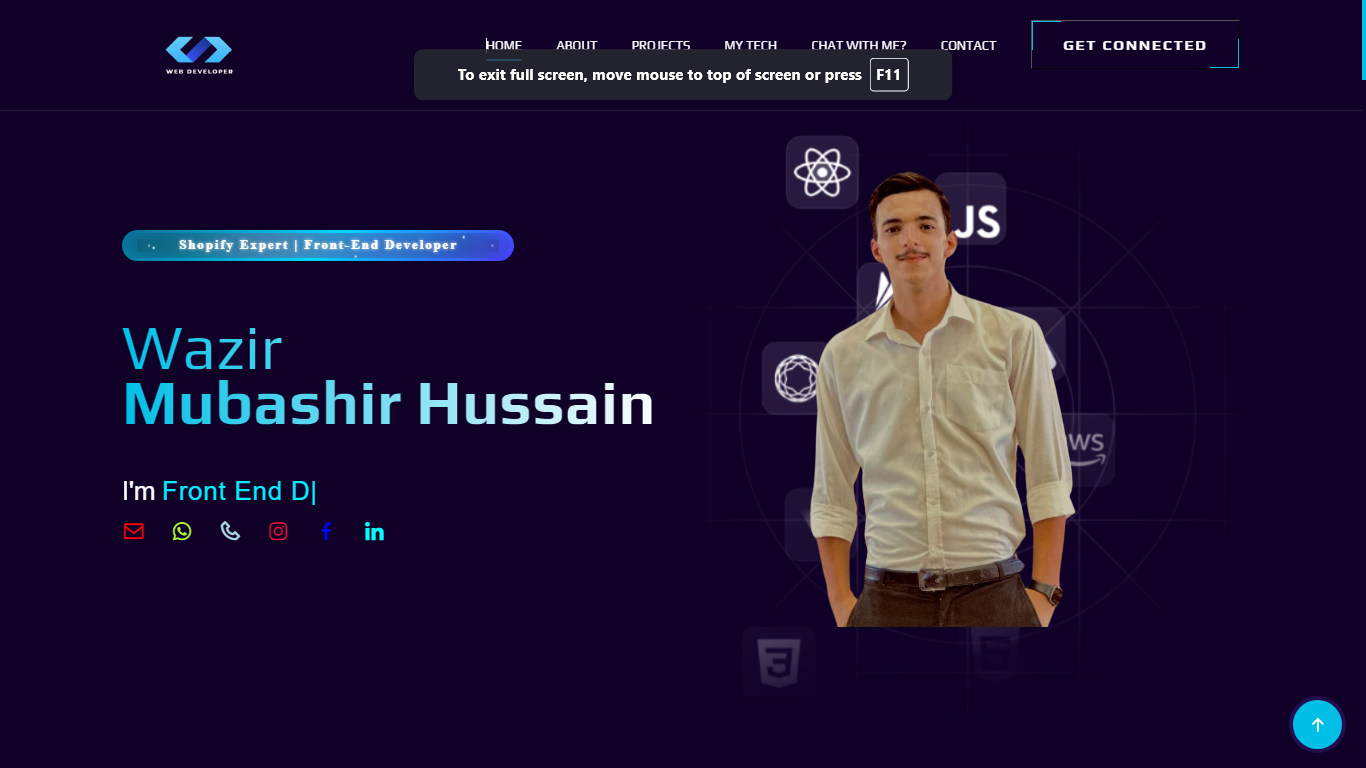 HOME ABOUT PROJECTS MY TECH CHAT WITH ME? CONTACT GET CONNECTED
WEB DEVELOPER
To exit full screen, move mouse to top of screen or press F11
JS
Shopify Expert | Front-End Developer
Wazir
Mubashir Hussain
WS
I'm Front End D|
3
5